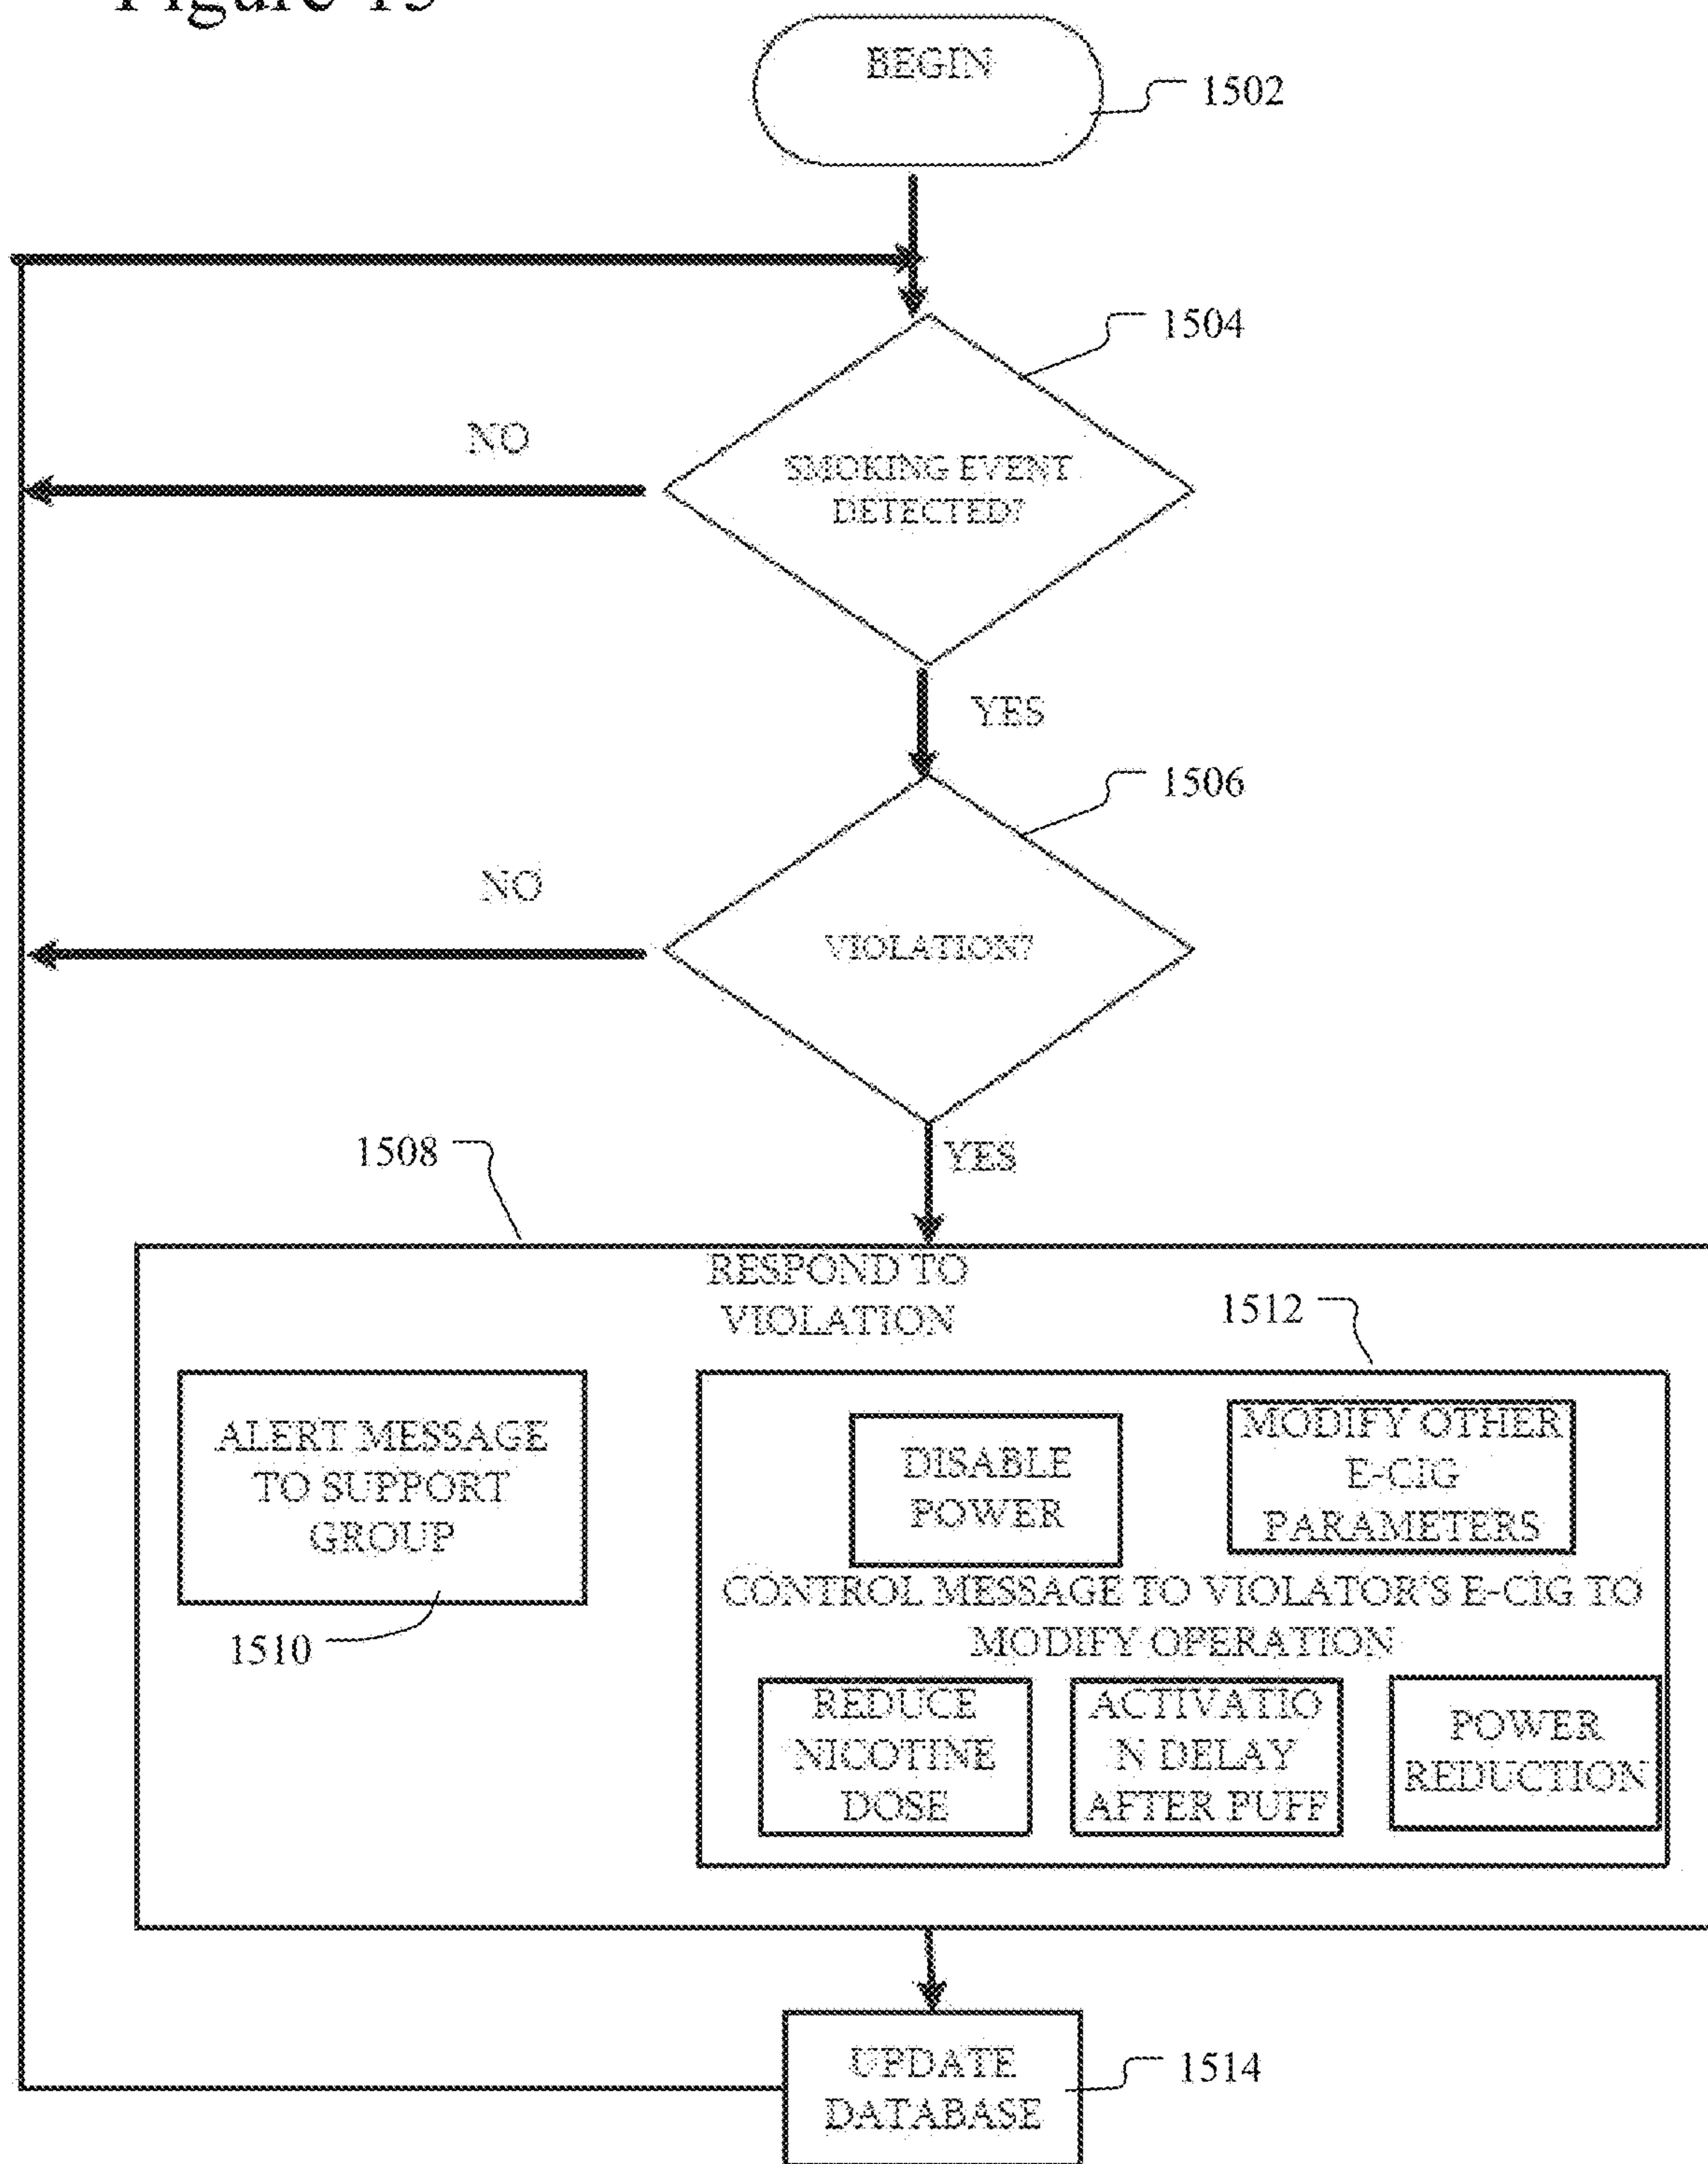 Figure 15
BEGIN
1502
1504
NO
SMOKING EVENT
DETECTED?
YES
1506
NO
VIOLATION?
1508
YES
RESPOND TO
VIOLATION
1512
ALERT MESSAGE
TO SUPPORT
GROUP
1510
DISABLE
POWER
MODIFY OTHER
E-CIG
PARAMETERS
CONTROL MESSAGE TO VIOLATOR'S E-CIG TO
MODIFY OPERATION
REDUCE
NICOTINE
DOSE
ACTIVATIO
N DELAY
AFTER PUFF
POWER
REDUCTION
UPDATE
DATABASE
1514